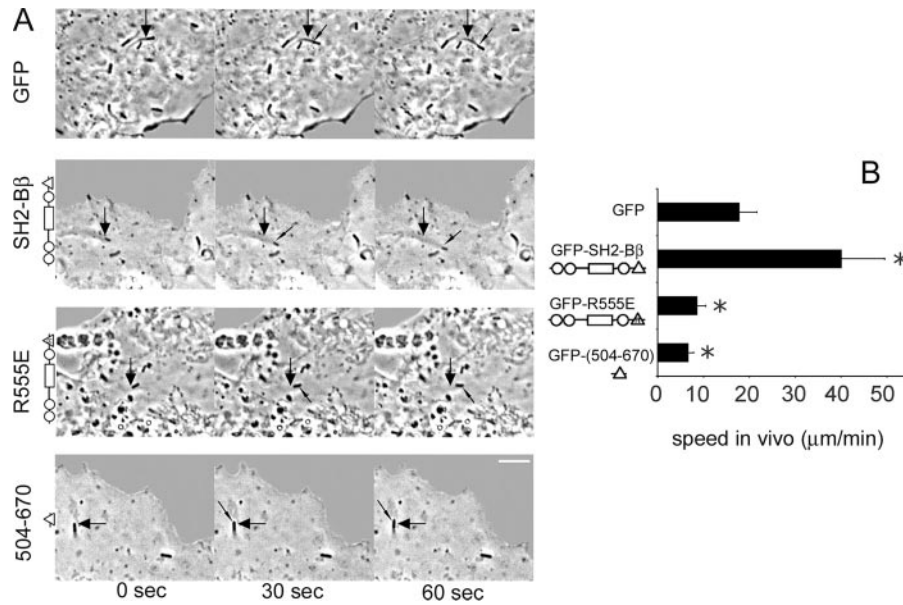 A
GFP
SH2-Bβ
R555E
504-670
0 sec
30 sec
60 sec
B
GFP
GFP-SH2-Bβ
*
GFP-R555E
*
GFP-(504-670)
*
0 10 20 30 40 50
speed in vivo (μm/min)